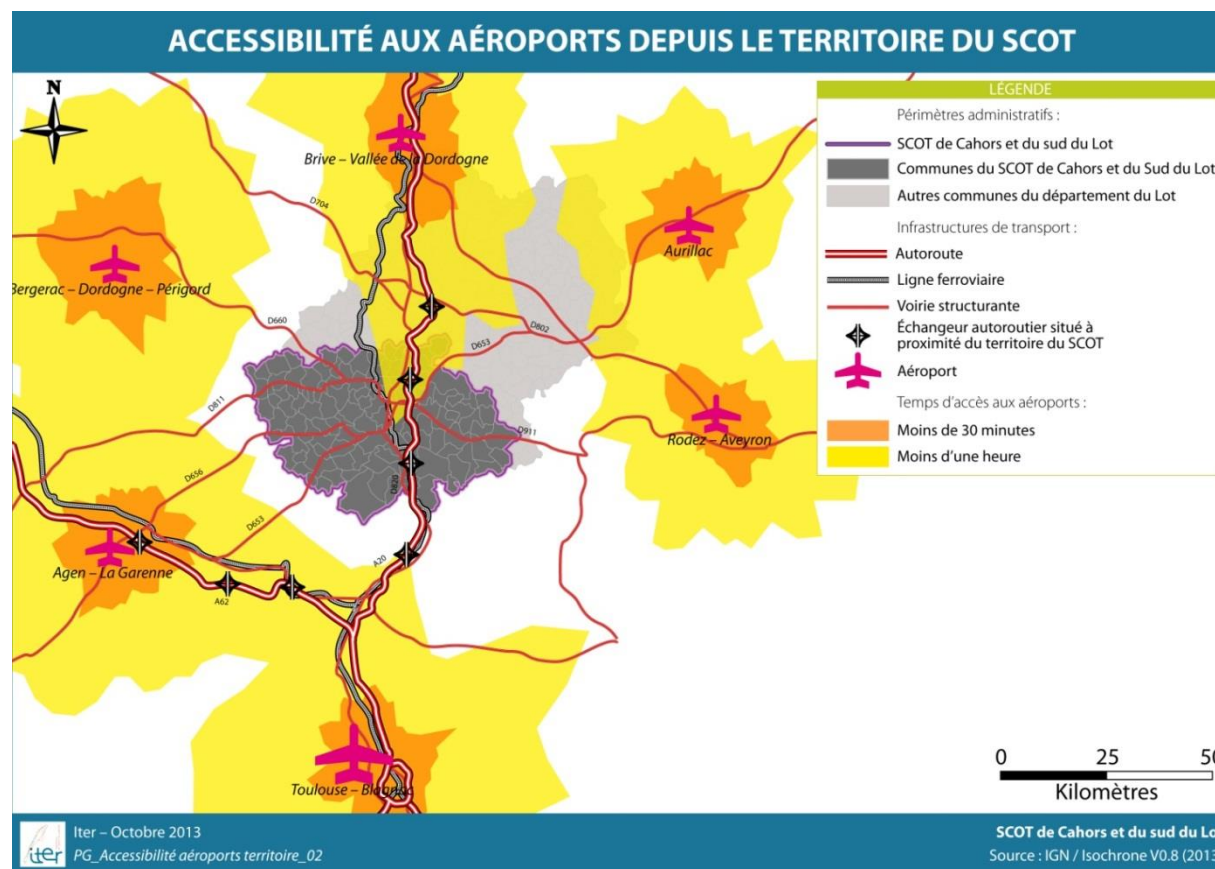 ACCESSIBILITÉ AUX AÉROPORTS DEPUIS LE TERRITOIRE DU SCOT
N
Brive – Vallée de la Dordogne
D704
Aurillac
Bergerac – Dordogne – Périgord
D660
D802
D653
D811
Rodez – Aveyron
D911
D656
D820
D653
A20
Agen – La Garenne
A62
Toulouse – Blagnac
LÉGENDE
Périmètres administratifs :
SCOT de Cahors et du sud du Lot
Communes du SCOT de Cahors et du Sud du Lot
Autres communes du département du Lot
Infrastructures de transport :
Autoroute
Ligne ferroviaire
Voirie structurante
Échangeur autoroutier situé à
proximité du territoire du SCOT
Aéroport
Temps d'accès aux aéroports :
Moins de 30 minutes
Moins d'une heure
0 25 50
Kilomètres
iter
Iter – Octobre 2013
PG_Accessibilité aéroports territoire_02
SCOT de Cahors et du sud du Lo
Source : IGN / Isochrone V0.8 (2013